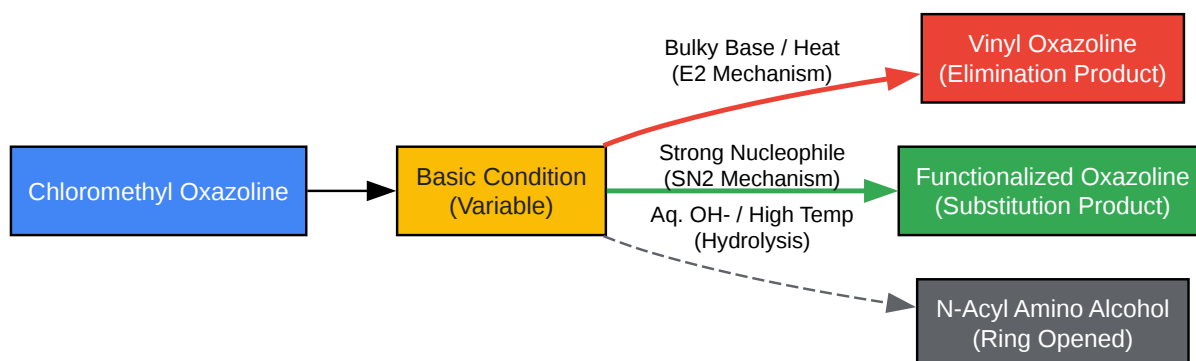 Chloromethyl Oxazoline
Basic Condition
(Variable)
Bulky Base / Heat
(E2 Mechanism)
Strong Nucleophile
(SN2 Mechanism)
Aq. OH- / High Temp
(Hydrolysis)
Vinyl Oxazoline
(Elimination Product)
Functionalized Oxazoline
(Substitution Product)
N-Acyl Amino Alcohol
(Ring Opened)